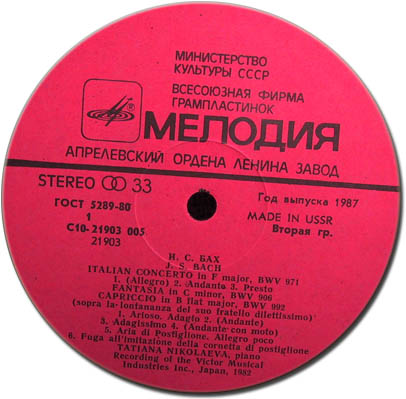 МИНИСТЕРСТВО
КУЛЬТУРЫ СССР
ВСЕСОЮЗНАЯ ФИРМА
ГРАМПЛАСТИНОК
МЕЛОДИЯ
АПРЕЛЕВСКИЙ ОРДЕНА ЛЕНИНА ЗАВОД
STEREO 33
ГОСТ 5289-80
1
С10-21903 005
21903
Год выпуска 1987
MADE IN USSR
Вторая гр.
И. С. БАХ
J. S. BACH
ITALIAN CONCERTO in F major, BWV 971
1. (Allegro) 2. Andante 3. Presto
FANTASIA in C minor, BWV 906
CAPRICCIO in B flat major, BWV 992
(sopra la lontananza del suo fratello dilettissimo)
1. Arioso. Adagio 2. (Andante)
3. Adagissimo 4. (Andante con moto)
5. Aria di Postiglione. Allegro poco
6. Fuga all'imitazione della cornetta di postiglione
TATIANA NIKOLAEVA, piano
Recording of the Victor Musical
Industries Inc., Japan, 1982